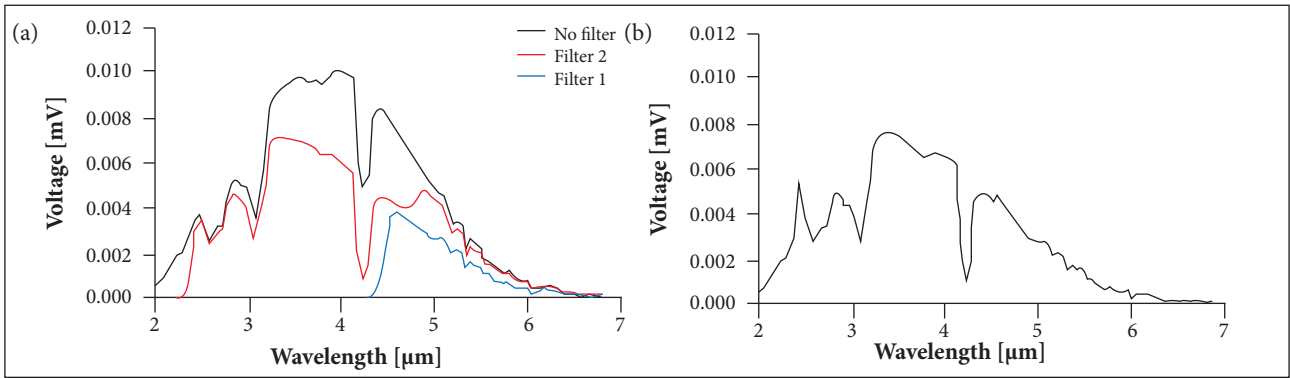 (a)
0.012
0.010
0.008
0.006
0.004
0.002
0.000
Voltage [mV]
2 3 4 5 6 7
Wavelength [µm]
No filter
Filter 2
Filter 1
(b)
0.012
0.010
0.008
0.006
0.004
0.002
0.000
Voltage [mV]
2 3 4 5 6 7
Wavelength [µm]